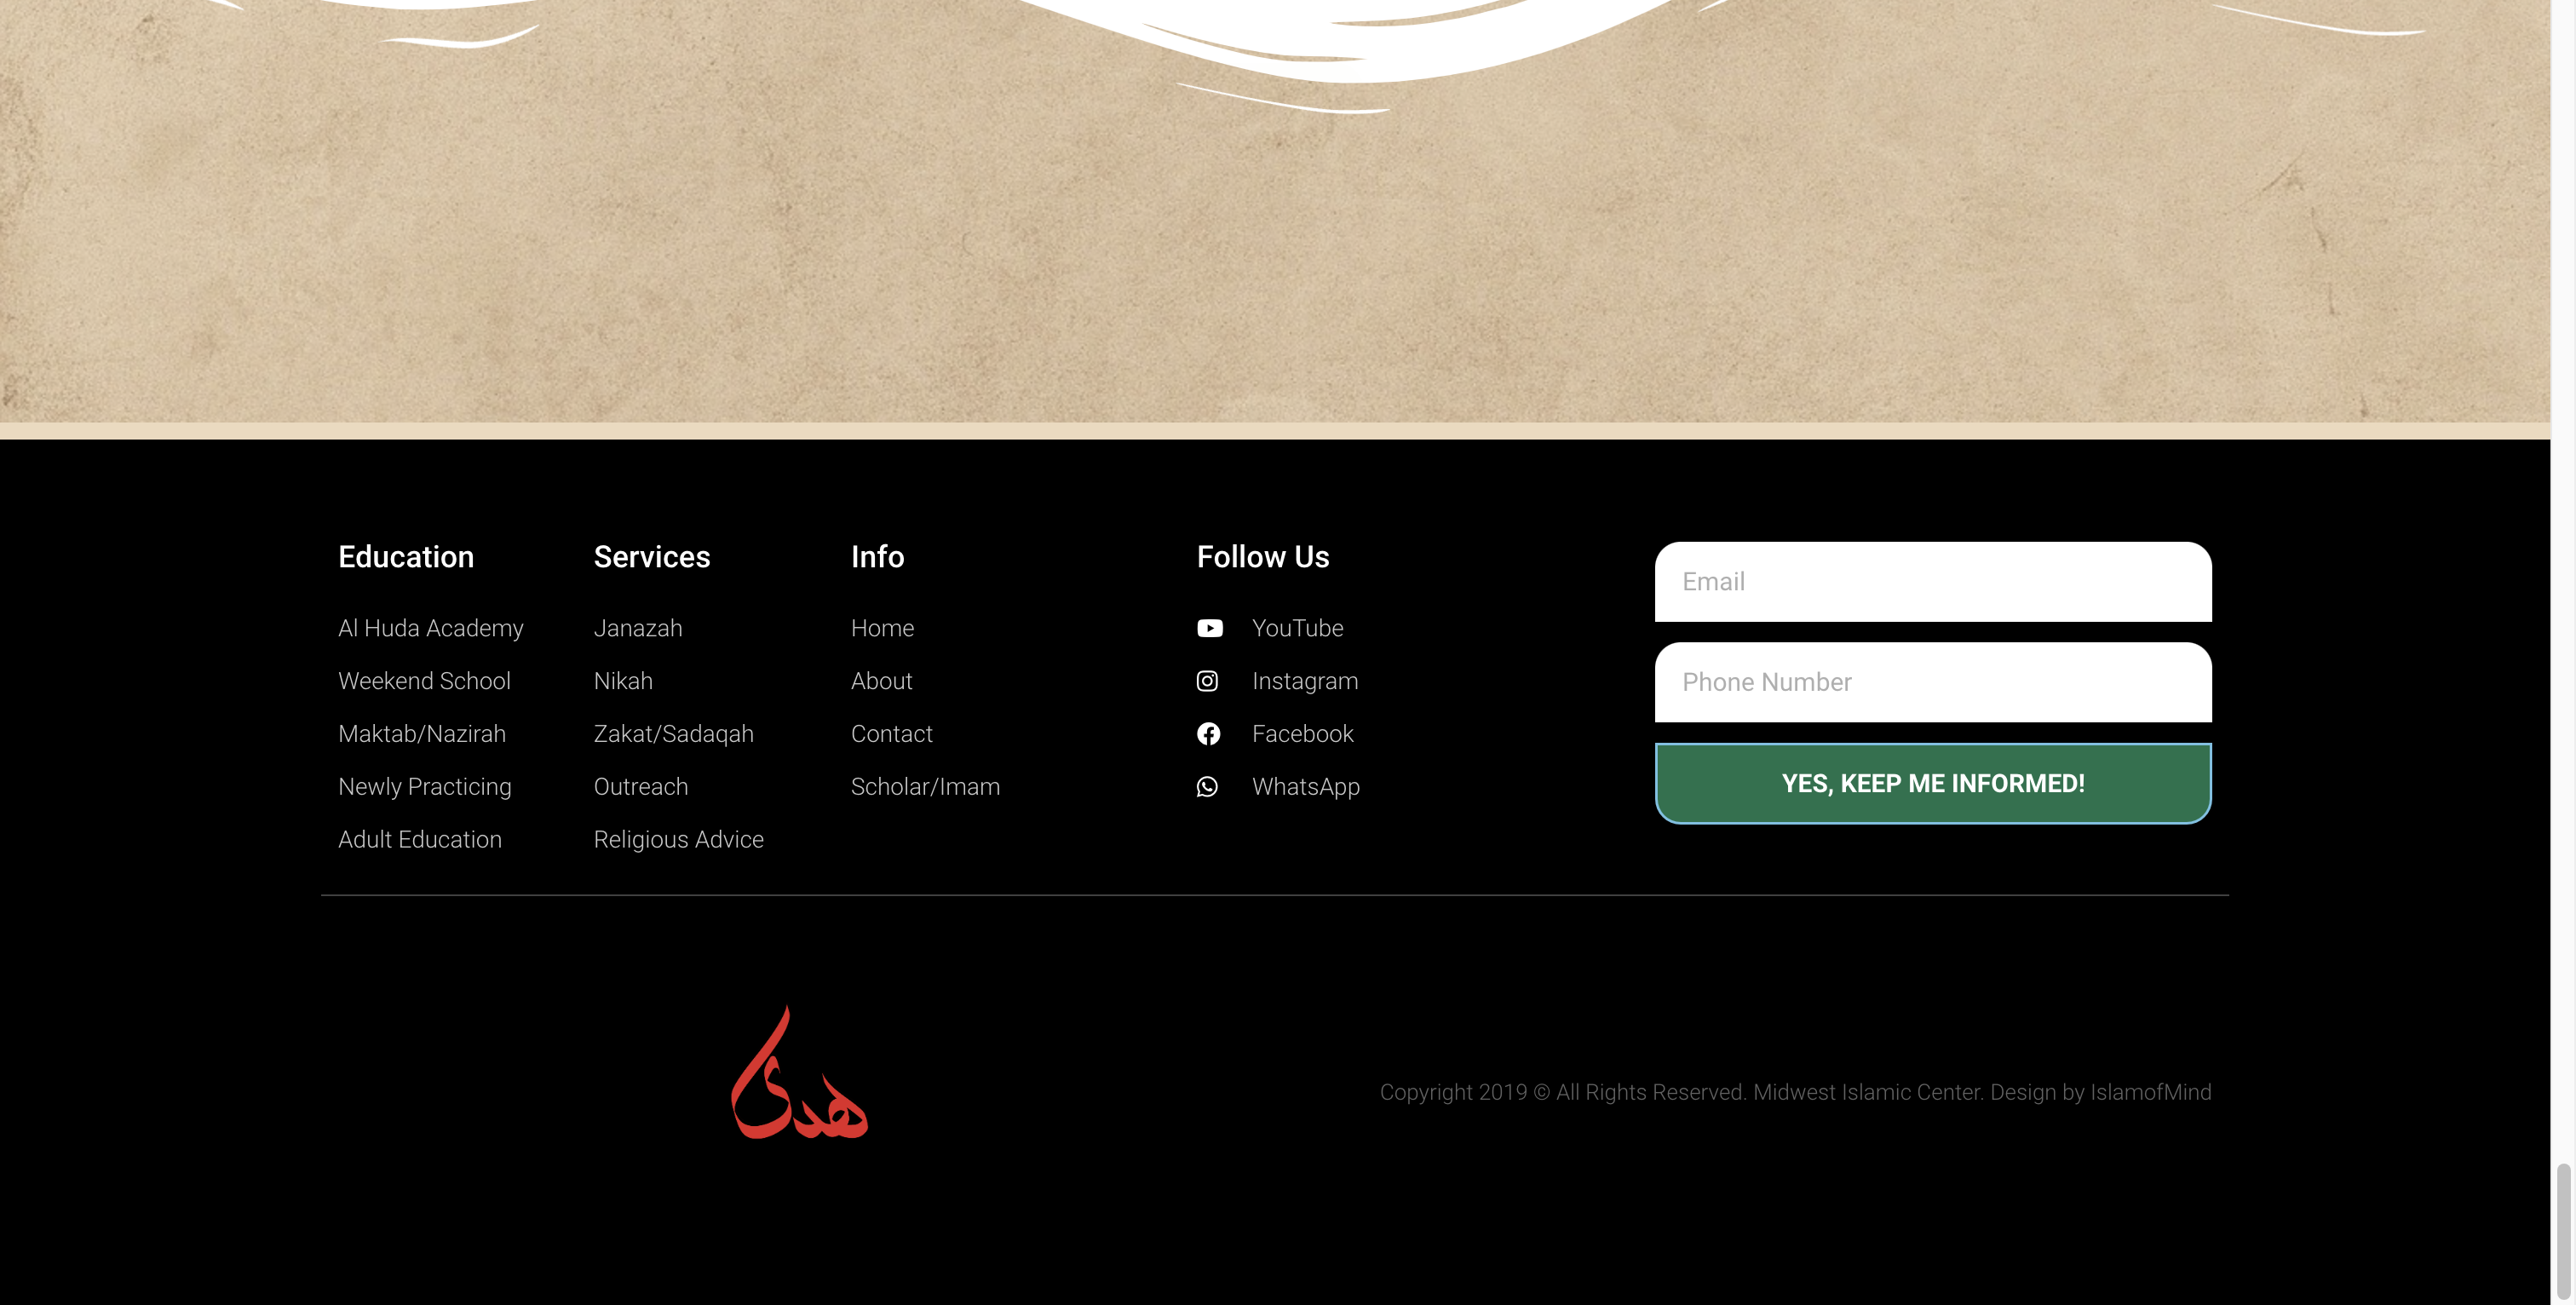 Education
Al Huda Academy
Weekend School
Maktab/Nazirah
Newly Practicing
Adult Education
Services
Janazah
Nikah
Zakat/Sadaqah
Outreach
Religious Advice
Info
Home
About
Contact
Scholar/Imam
Follow Us
YouTube
Instagram
Facebook
WhatsApp
Email
Phone Number
YES, KEEP ME INFORMED!
هدى
Copyright 2019 © All Rights Reserved. Midwest Islamic Center. Design by IslamofMind